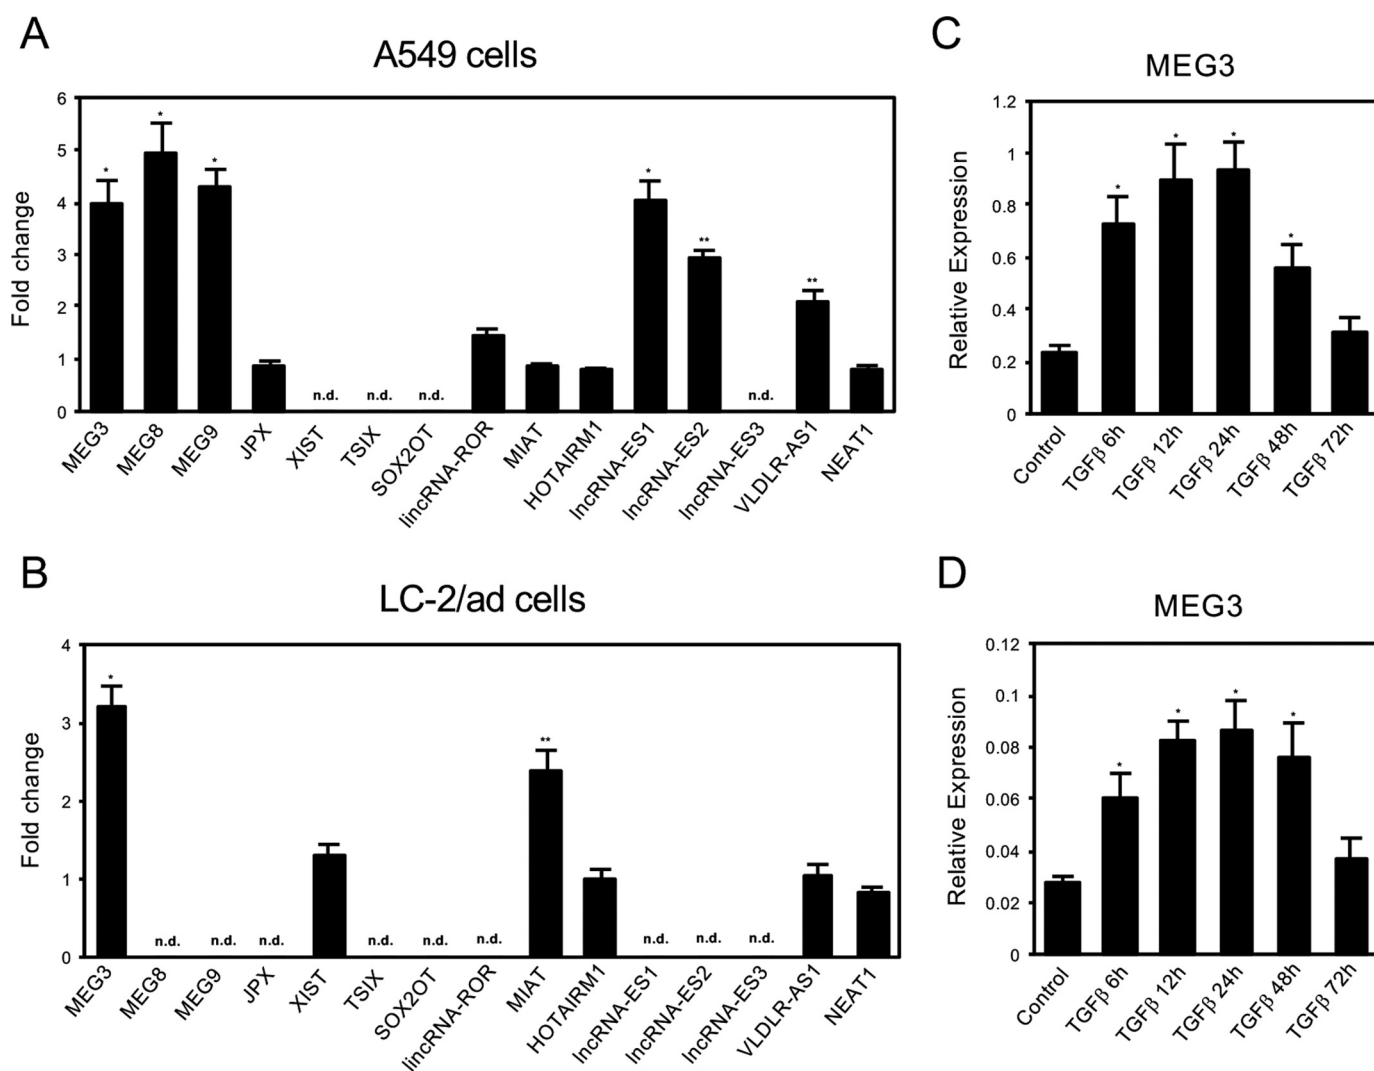 A
A549 cells
Fold change
6
5
4
3
2
1
0
*
*
*
n.d.
n.d.
n.d.
*
**
n.d.
**
MEG3
MEG8
MEG9
JPX
XIST
TSIX
SOX2OT
lincRNA-ROR
MIAT
HOTAIRM1
lncRNA-ES1
lncRNA-ES2
lncRNA-ES3
VLDLR-AS1
NEAT1
C
MEG3
Relative Expression
1.2
1
0.8
0.6
0.4
0.2
0
*
*
*
*
Control
TGFβ 6h
TGFβ 12h
TGFβ 24h
TGFβ 48h
TGFβ 72h
B
LC-2/ad cells
Fold change
4
3
2
1
0
*
n.d.
n.d.
n.d.
n.d.
n.d.
n.d.
**
n.d.
n.d.
n.d.
MEG3
MEG8
MEG9
JPX
XIST
TSIX
SOX2OT
lincRNA-ROR
MIAT
HOTAIRM1
lncRNA-ES1
lncRNA-ES2
lncRNA-ES3
VLDLR-AS1
NEAT1
D
MEG3
Relative Expression
0.12
0.1
0.08
0.06
0.04
0.02
0
*
*
*
*
Control
TGFβ 6h
TGFβ 12h
TGFβ 24h
TGFβ 48h
TGFβ 72h